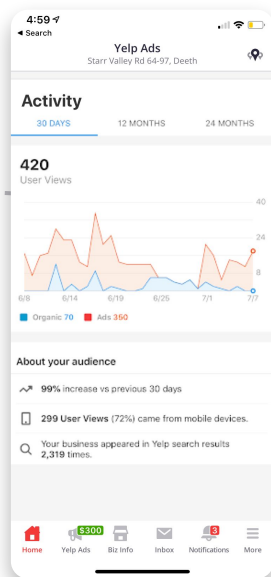 4:59
Search
Yelp Ads
Starr Valley Rd 64-97, Deeth
Activity
30 DAYS 12 MONTHS 24 MONTHS
420
User Views
40
24
8
6/8 6/14 6/19 6/25 7/1 7/7
Organic 70 Ads 350
About your audience
99% increase vs previous 30 days
299 User Views (72%) came from mobile devices.
Your business appeared in Yelp search results
2,319 times.
$300 3
Home Yelp Ads Biz Info Inbox Notifications More